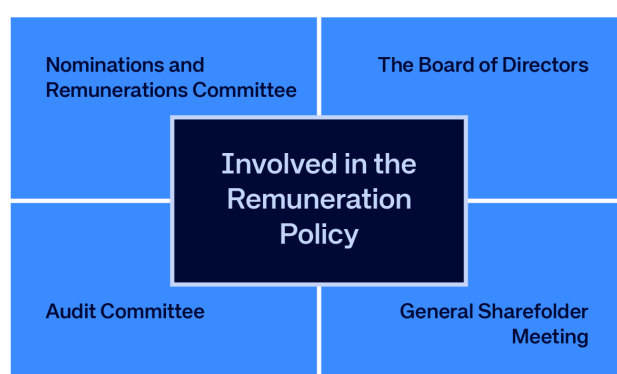 Nominations and
Remunerations Committee
The Board of Directors
Involved in the
Remuneration
Policy
Audit Committee
General Sharefolder
Meeting